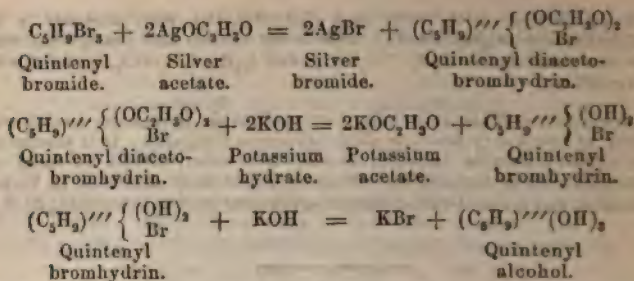 C₅H₉Br₃ + 2AgOC₂H₃O = 2AgBr + (C₅H₉)‴ { (OC₂H₃O)₂ Br
Quintenyl bromide. Silver acetate. Silver bromide. Quintenyl diaceto-bromhydrin.
(C₅H₉)‴ { (OC₂H₃O)₂ Br + 2KOH = 2KOC₂H₃O + C₅H₉‴ } (OH)₂ Br
Quintenyl diaceto-bromhydrin. Potassium hydrate. Potassium acetate. Quintenyl bromhydrin.
(C₅H₉)‴ { (OH)₂ Br + KOH = KBr + (C₅H₉)‴(OH)₃
Quintenyl bromhydrin. Quintenyl alcohol.